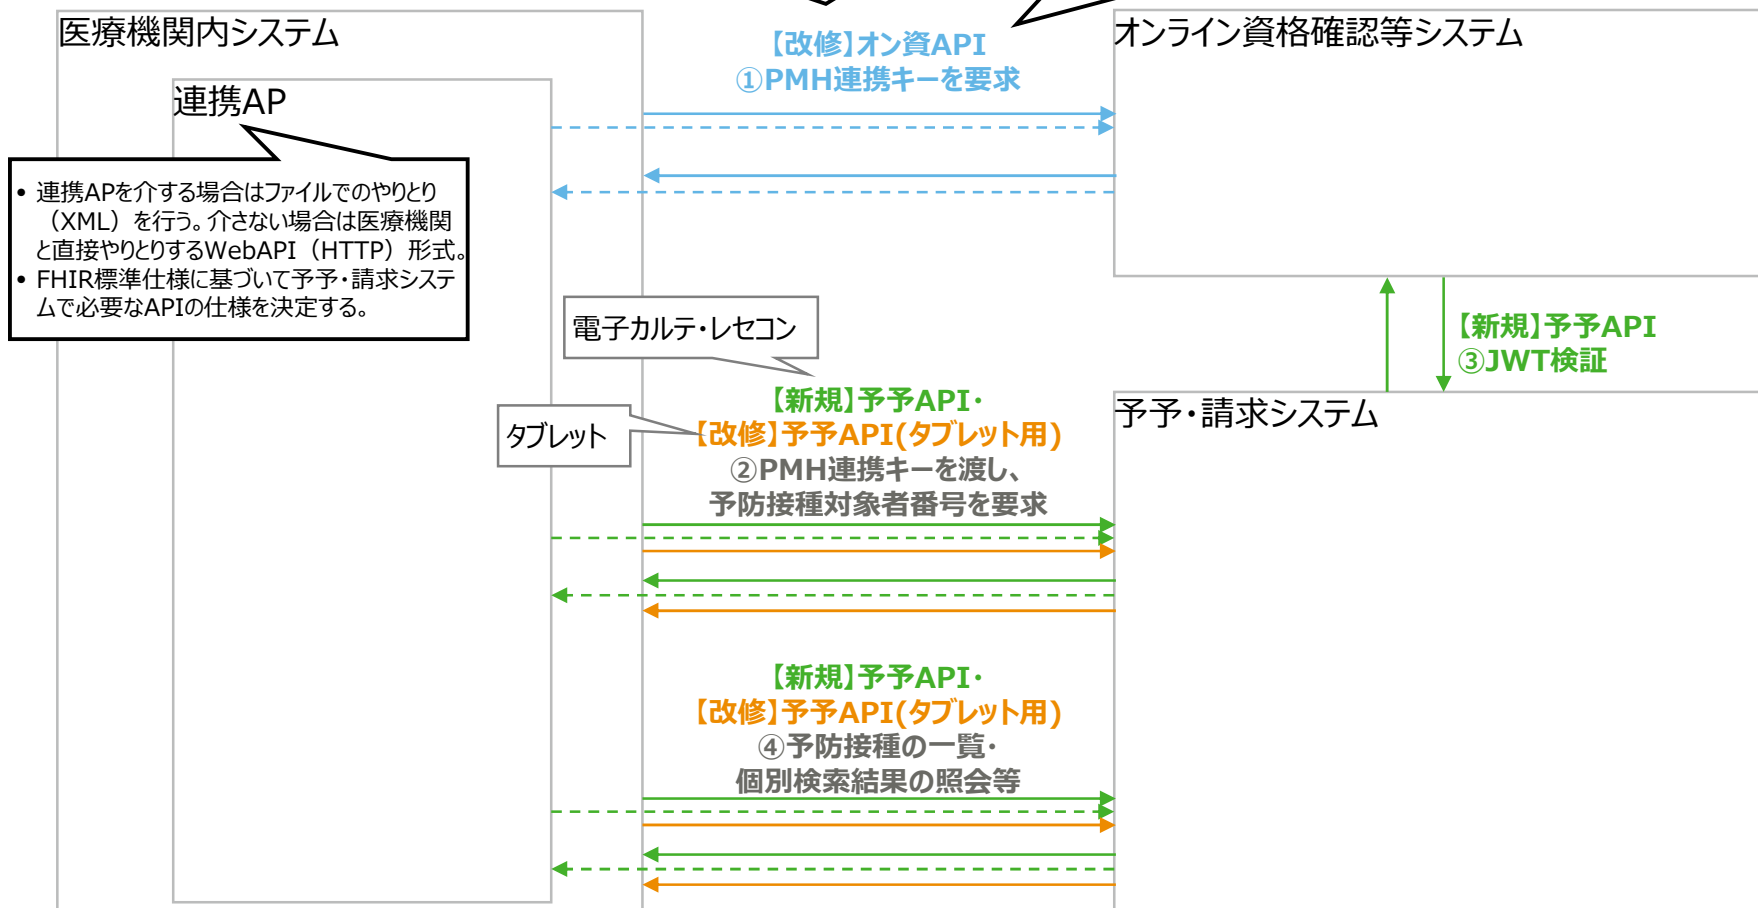 医療機関内システム
【改修】オン資API
①PMH連携キーを要求
オンライン資格確認等システム
連携AP
• 連携APを介する場合はファイルでのやりとり
（XML）を行う。介さない場合は医療機関
と直接やりとりするWebAPI（HTTP）形式。
• FHIR標準仕様に基づいて予予・請求システ
ムで必要なAPIの仕様を決定する。
電子カルテ・レセコン
【新規】予予API
③JWT検証
タブレット
【新規】予予API・
【改修】予予API(タブレット用)
②PMH連携キーを渡し、
予防接種対象者番号を要求
予予・請求システム
【新規】予予API・
【改修】予予API(タブレット用)
④予防接種の一覧・
個別検索結果の照会等